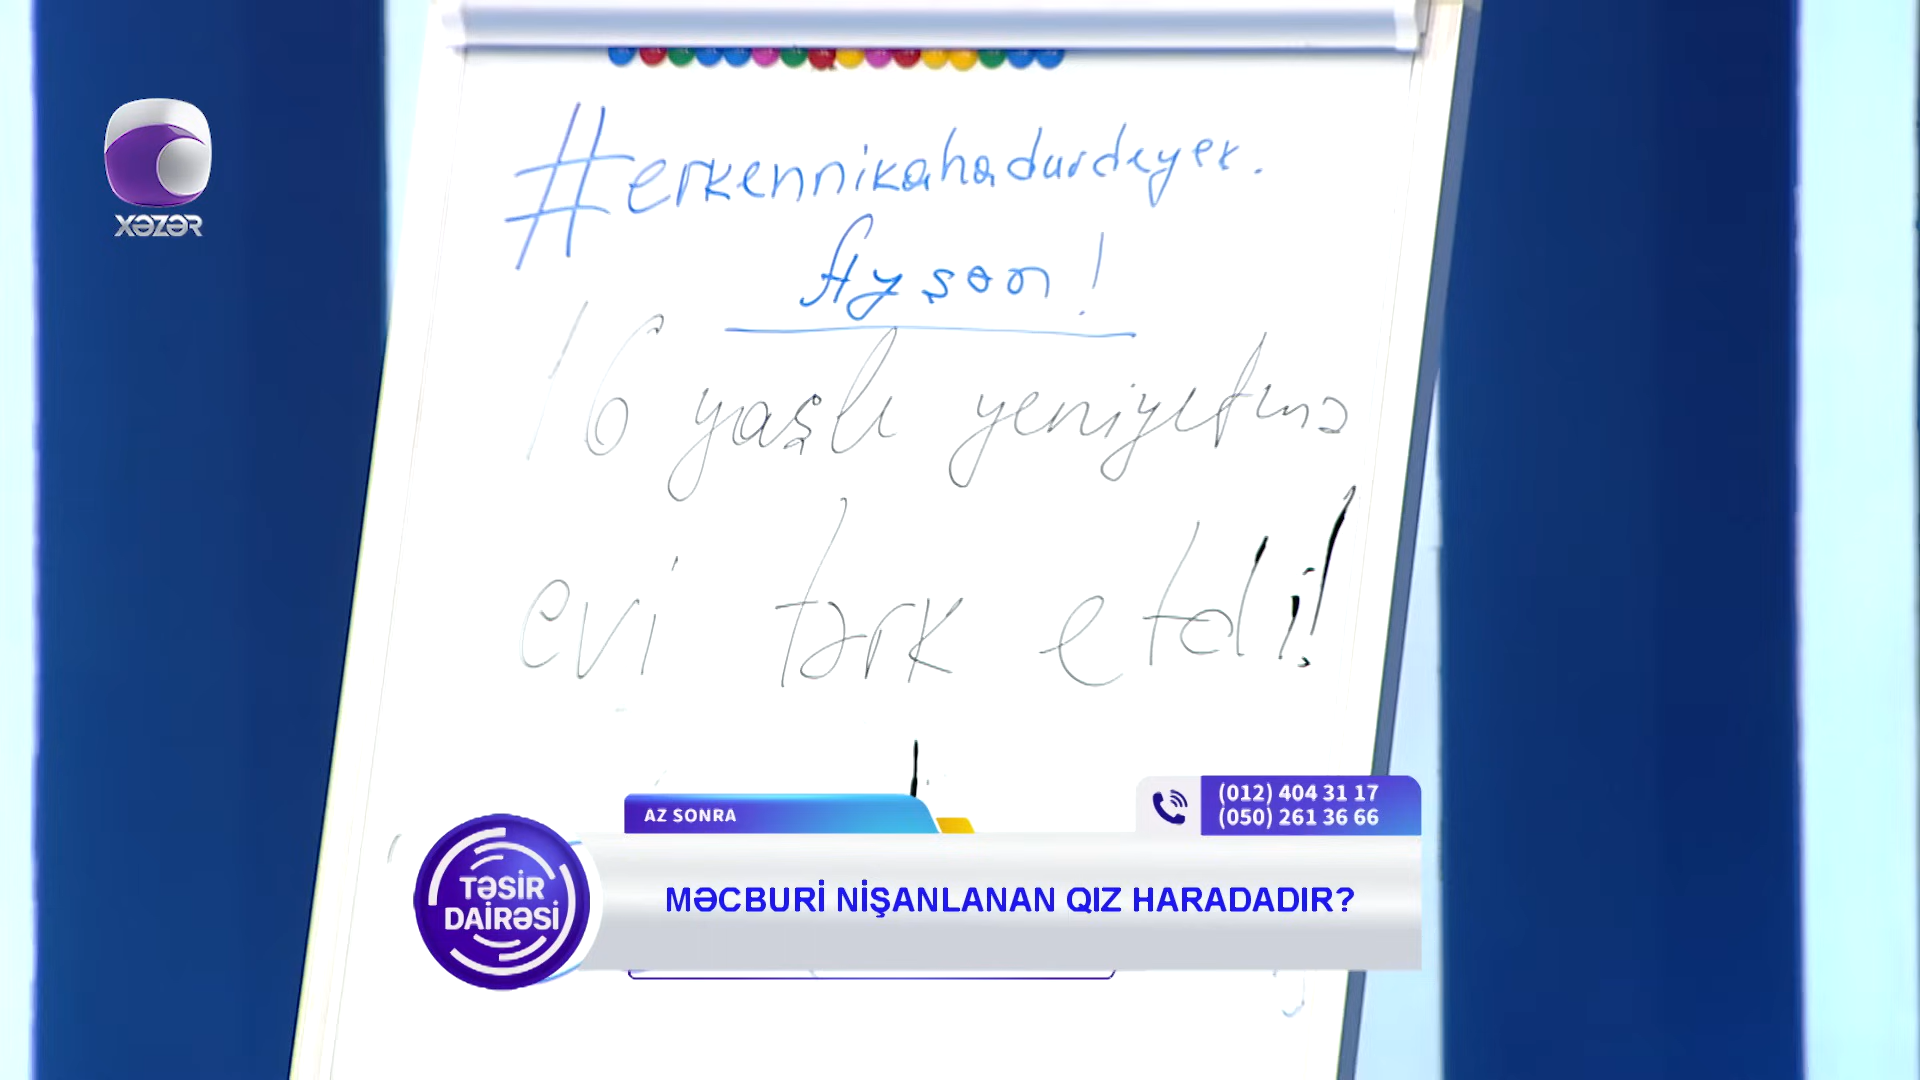 XƏZƏR
#erkennikahadurdeyek.
Ayşən!
16 yaşlı yeniyetmə
evi tərk etdi!
AZ SONRA
(012) 404 31 17
(050) 261 36 66
TƏSİR
DAİRƏSİ
MƏCBURİ NİŞANLANAN QIZ HARADADIR?